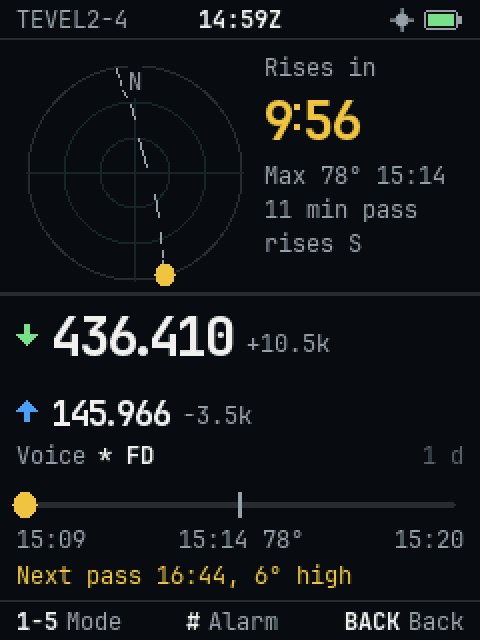 TEVEL2-4 14:59Z
N
Rises in
9:56
Max 78° 15:14
11 min pass
rises S
436.410 +10.5k
145.966 -3.5k
Voice * FD 1 d
15:09 15:14 78° 15:20
Next pass 16:44, 6° high
1-5 Mode # Alarm BACK Back